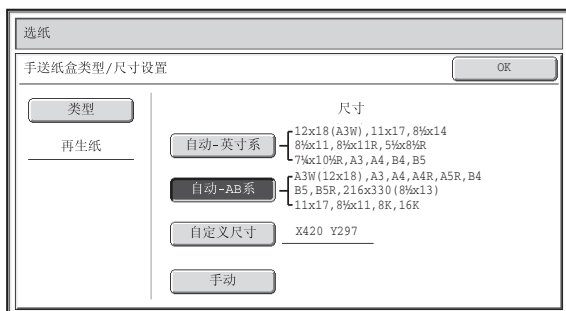 选纸
手送纸盒类型/尺寸设置
OK
类型
再生纸
尺寸
自动-英寸系
12x18(A3W),11x17,8½x14
8½x11,8½x11R,5½x8½R
7¼x10½R,A3,A4,B4,B5
自动-AB系
A3W(12x18),A3,A4,A4R,A5R,B4
B5,B5R,216x330(8½x13)
11x17,8½x11,8K,16K
自定义尺寸
X420 Y297
手动